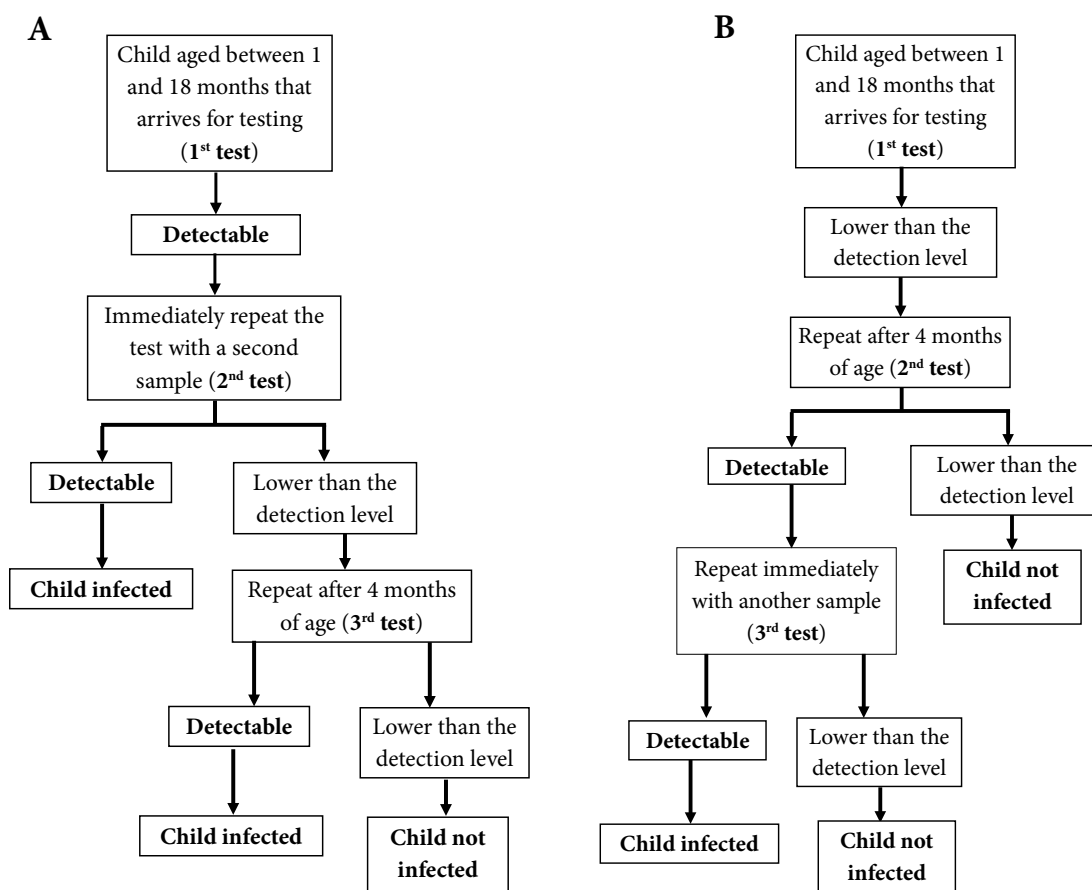 A
Child aged between 1
and 18 months that
arrives for testing
(1st test)
Detectable
Immediately repeat the
test with a second
sample (2nd test)
Detectable
Lower than the
detection level
Child infected
Repeat after 4 months
of age (3rd test)
Detectable
Lower than the
detection level
Child infected
Child not
infected
B
Child aged between 1
and 18 months that
arrives for testing
(1st test)
Lower than the
detection level
Repeat after 4 months
of age (2nd test)
Detectable
Lower than the
detection level
Repeat immediately
with another sample
(3rd test)
Child not
infected
Detectable
Lower than the
detection level
Child infected
Child not
infected